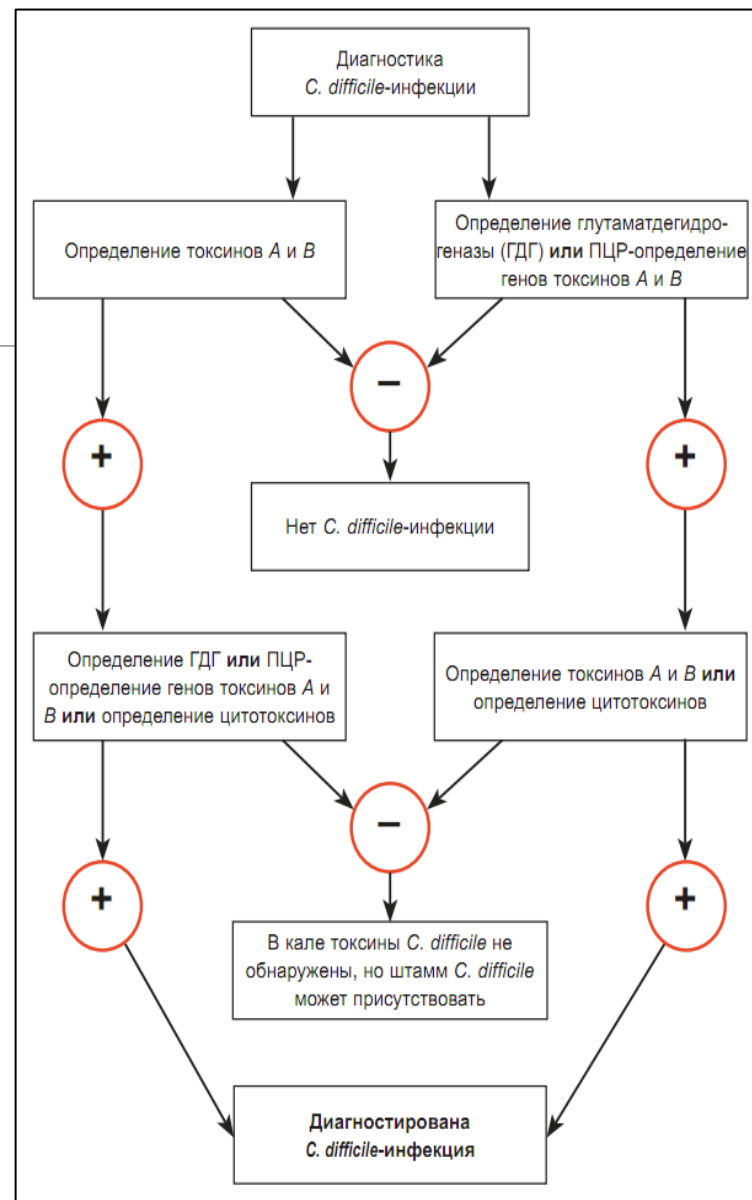 Диагностика
C. difficile-инфекции
Определение токсинов A и B
Определение глутаматдегидро-
геназы (ГДГ) или ПЦР-определение
генов токсинов A и B
−
+
+
Нет C. difficile-инфекции
Определение ГДГ или ПЦР-
определение генов токсинов A и
B или определение цитотоксинов
Определение токсинов A и B или
определение цитотоксинов
−
+
+
В кале токсины C. difficile не
обнаружены, но штамм C. difficile
может присутствовать
Диагностирована
C. difficile-инфекция